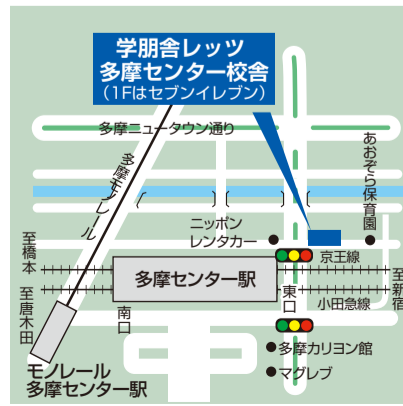 学朋舎レッツ
多摩センター校舎
（1Fはセブンイレブン）
多摩ニュータウン通り
多摩モノレール
あおぞら保育園
ニッポン
レンタカー
至橋本
京王線
多摩センター駅
至新宿
至唐木田
南口
東口
小田急線
多摩カリヨン館
マグレブ
モノレール
多摩センター駅